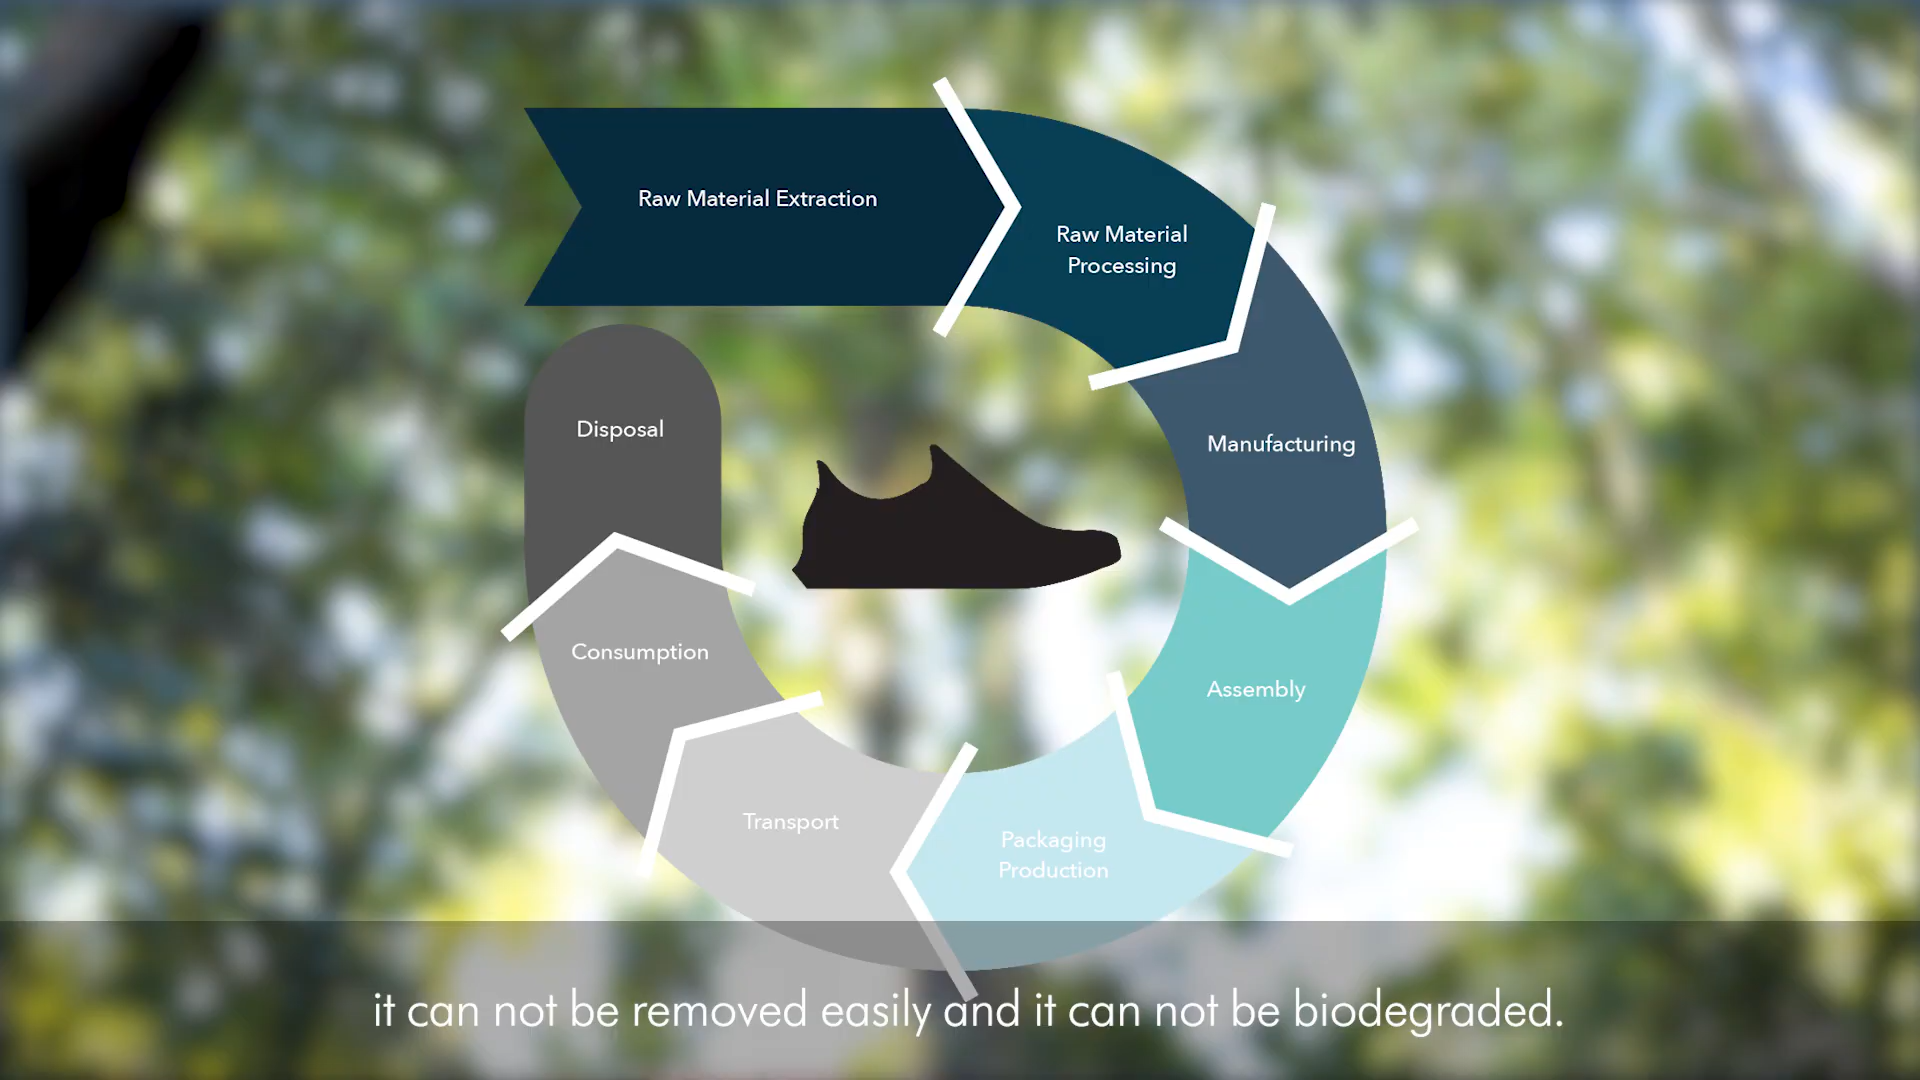 Raw Material Extraction
Raw Material
Processing
Manufacturing
Assembly
Packaging
Production
Transport
Consumption
Disposal
it can not be removed easily and it can not be biodegraded.